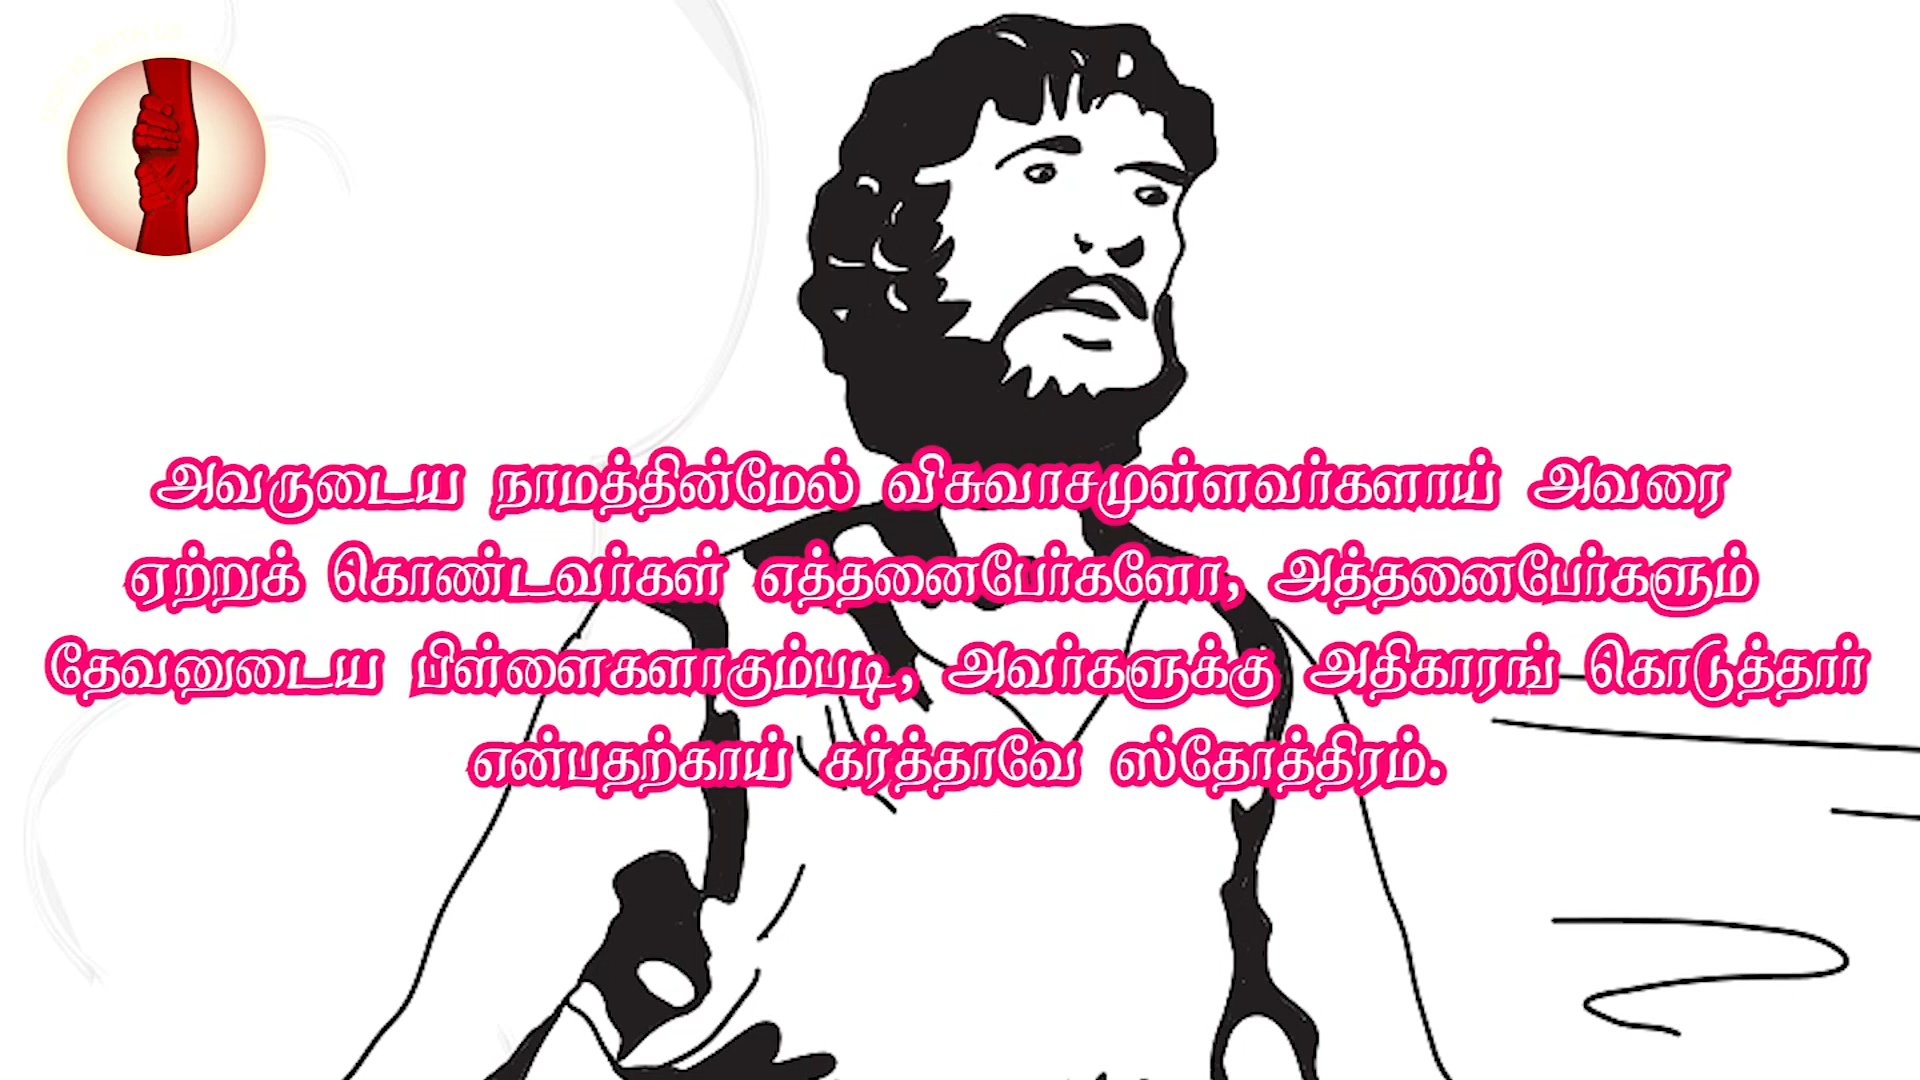 அவருடைய நாமத்தின்மேல் விசுவாசமுள்ளவர்களாய் அவரை
ஏற்றுக் கொண்டவர்கள் எத்தனைபேர்களோ, அத்தனைபேர்களும்
தேவனுடைய பிள்ளைகளாகும்படி, அவர்களுக்கு அதிகாரங் கொடுத்தார்
என்பதற்காய் கர்த்தாவே ஸ்தோத்திரம்.